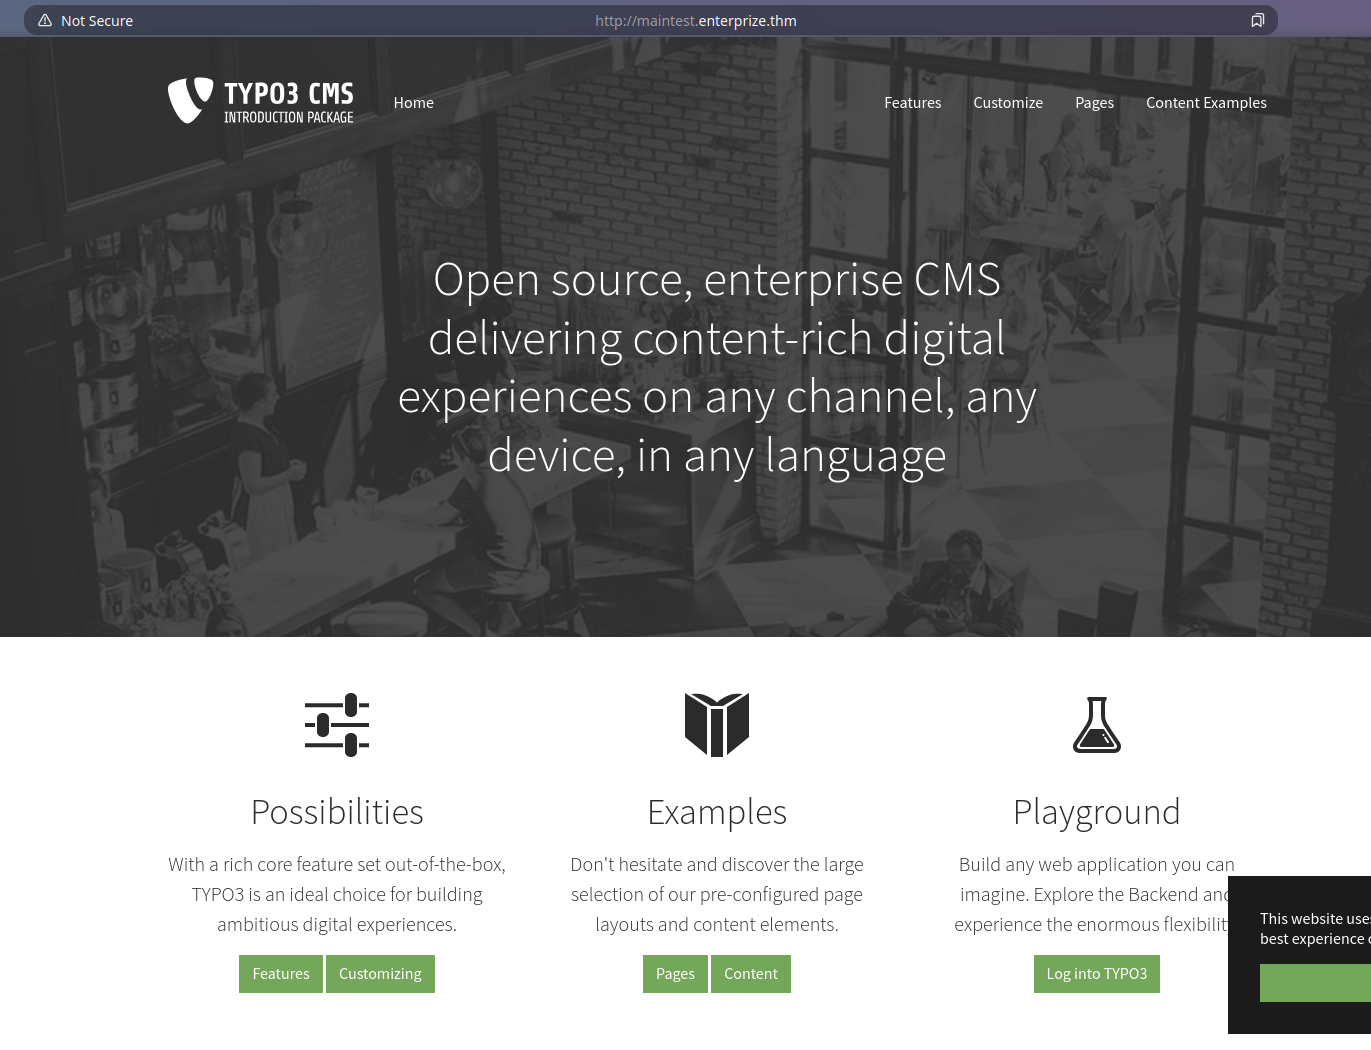 Not Secure
http://maintest.enterprize.thm
TYPO3 CMS
INTRODUCTION PACKAGE
Home
Features
Customize
Pages
Content Examples
Open source, enterprise CMS
delivering content-rich digital
experiences on any channel, any
device, in any language
Possibilities
With a rich core feature set out-of-the-box,
TYPO3 is an ideal choice for building
ambitious digital experiences.
Features
Customizing
Examples
Don't hesitate and discover the large
selection of our pre-configured page
layouts and content elements.
Pages
Content
Playground
Build any web application you can
imagine. Explore the Backend and
experience the enormous flexibility
Log into TYPO3
This website uses
best experience